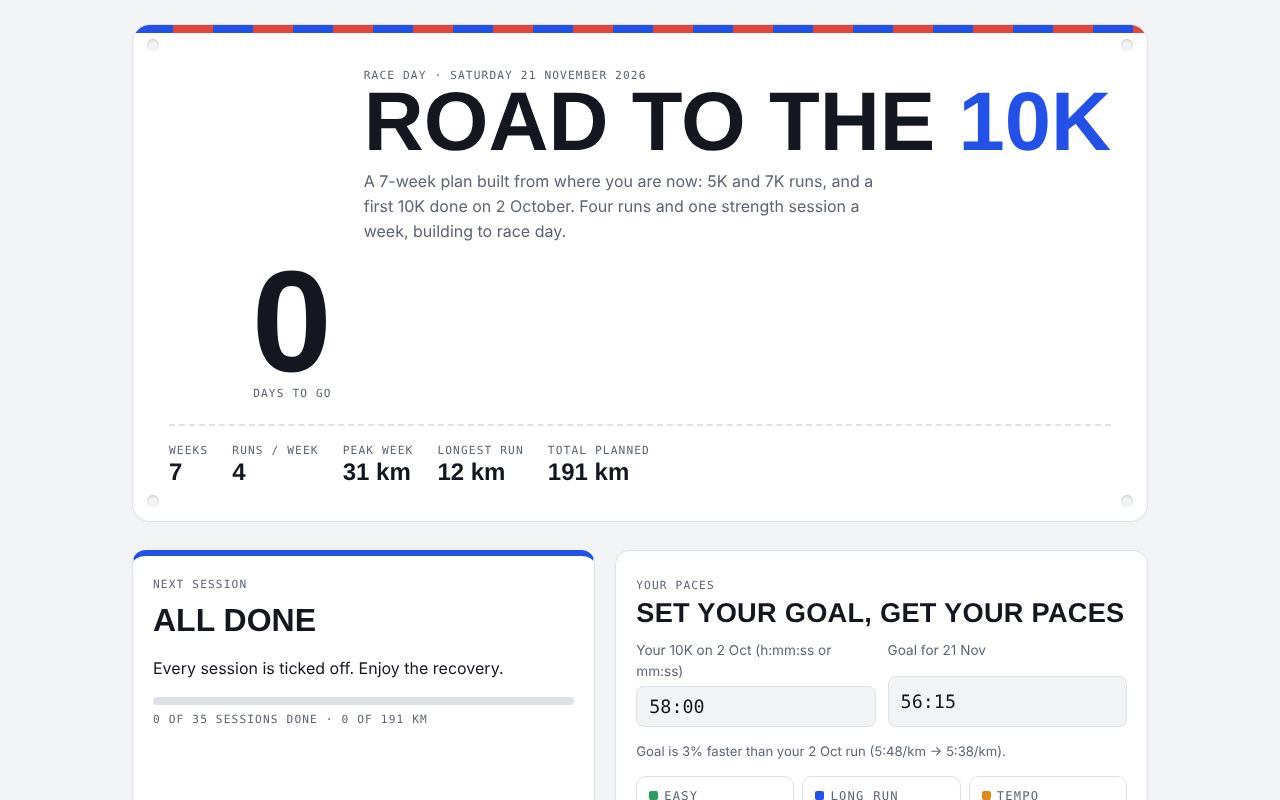 RACE DAY · SATURDAY 21 NOVEMBER 2026
ROAD TO THE 10K
A 7-week plan built from where you are now: 5K and 7K runs, and a
first 10K done on 2 October. Four runs and one strength session a
week, building to race day.
0
DAYS TO GO
WEEKS
7
RUNS / WEEK
4
PEAK WEEK
31 km
LONGEST RUN
12 km
TOTAL PLANNED
191 km
NEXT SESSION
ALL DONE
Every session is ticked off. Enjoy the recovery.
0 OF 35 SESSIONS DONE · 0 OF 191 KM
YOUR PACES
SET YOUR GOAL, GET YOUR PACES
Your 10K on 2 Oct (h:mm:ss or
mm:ss)
58:00
Goal for 21 Nov
56:15
Goal is 3% faster than your 2 Oct run (5:48/km → 5:38/km).
EASY
LONG RUN
TEMPO